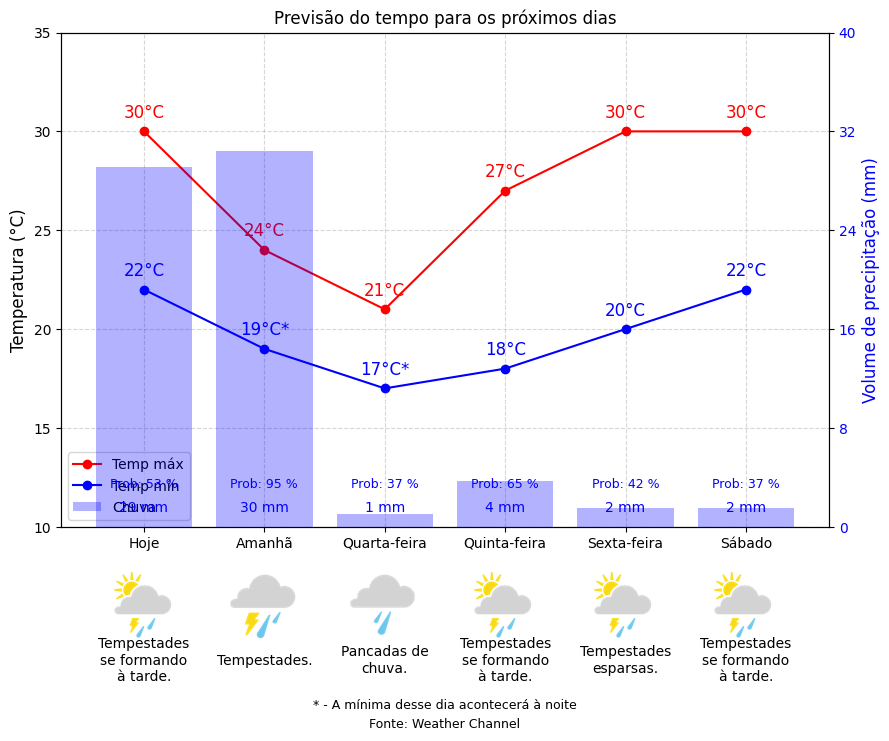 Previsão do tempo para os próximos dias
Temperatura (°C)
Volume de precipitação (mm)
35
30
25
20
15
10
40
32
24
16
8
0
30°C
24°C
21°C
27°C
30°C
30°C
22°C
19°C*
17°C*
18°C
20°C
22°C
Temp máx
Temp mín
Chuva
Prob: 53 %
Prob: 95 %
Prob: 37 %
Prob: 65 %
Prob: 42 %
Prob: 37 %
29 mm
30 mm
1 mm
4 mm
2 mm
2 mm
Hoje
Amanhã
Quarta-feira
Quinta-feira
Sexta-feira
Sábado
Tempestades
se formando
à tarde.
Tempestades.
Pancadas de
chuva.
Tempestades
se formando
à tarde.
Tempestades
esparsas.
Tempestades
se formando
à tarde.
* - A mínima desse dia acontecerá à noite
Fonte: Weather Channel